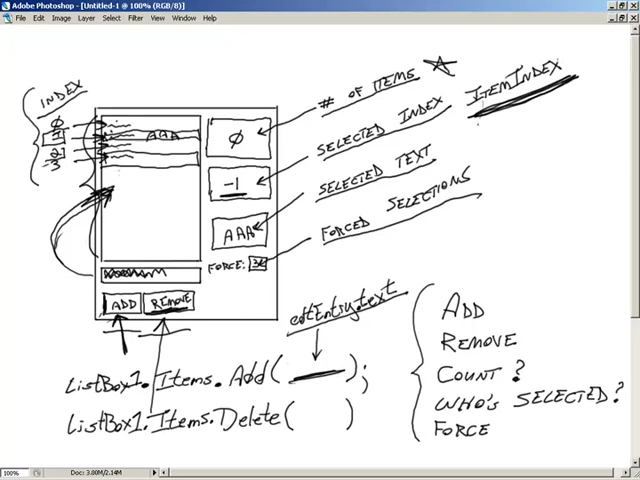 Adobe Photoshop - [Untitled-1 @ 100% (RGB/8)]
File Edit Image Layer Select Filter View Window Help
INDEX
0
1
2
3
AAA
0
-1
AAA
FORCE: 3
ADD REMOVE
# OF ITEMS
SELECTED INDEX
SELECTED TEXT
FORCED SELECTIONS
ITEMINDEX
edtEntry.text
ListBox1.Items.Add( );
ListBox1.Items.Delete( )
ADD
REMOVE
COUNT?
WHO'S SELECTED?
FORCE
100% Doc: 3.80M/2.14M